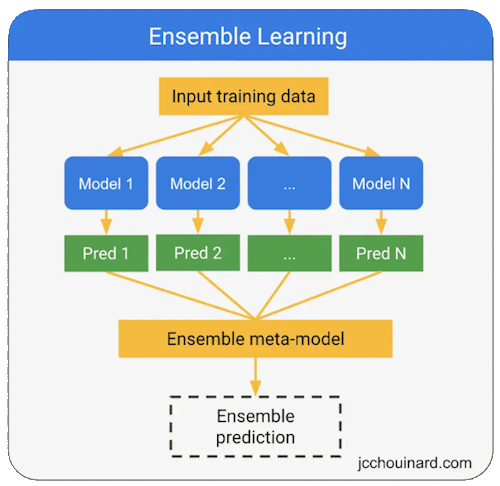 Ensemble Learning
Input training data
Model 1
Model 2
...
Model N
Pred 1
Pred 2
...
Pred N
Ensemble meta-model
Ensemble
prediction
jcchouinard.com